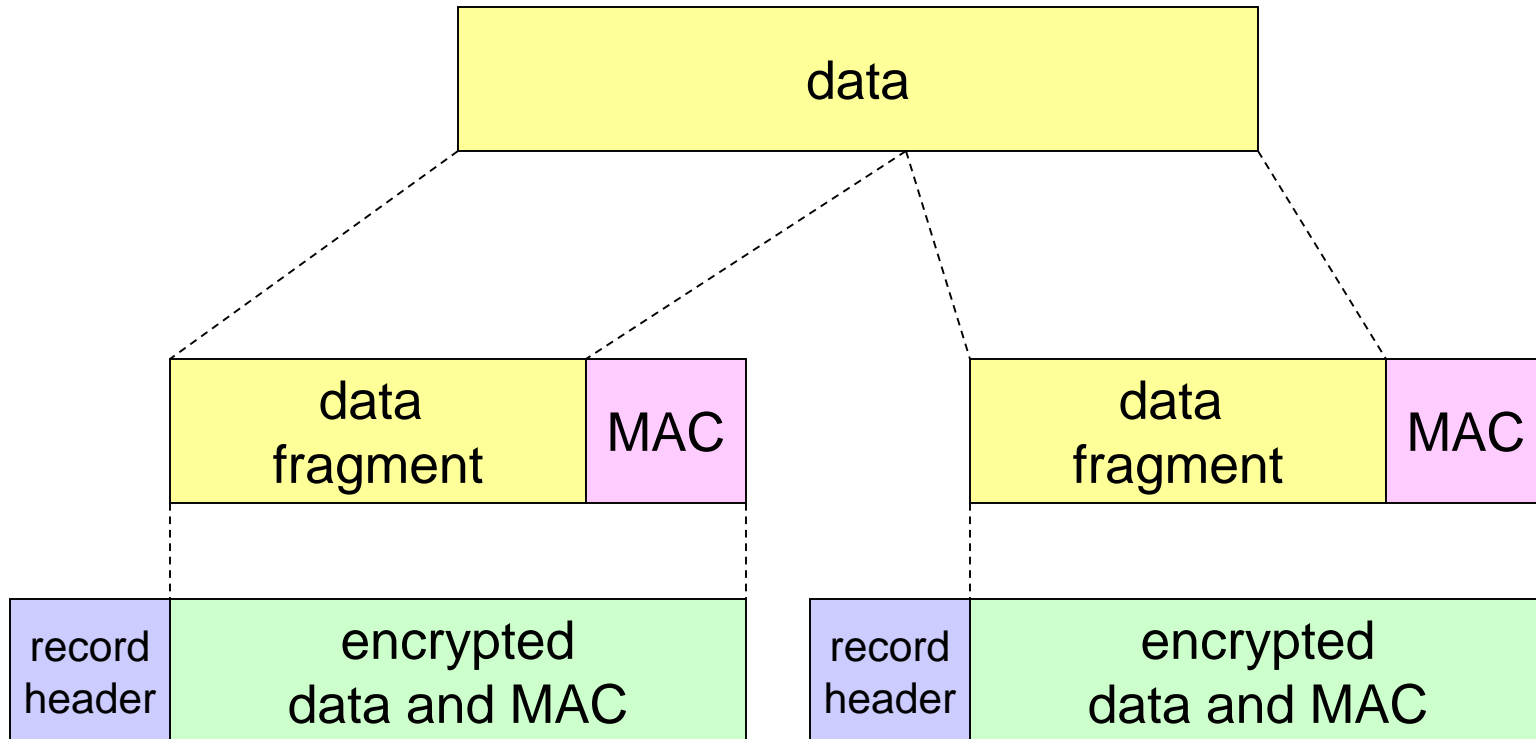 data
data
fragment
MAC
data
fragment
MAC
record
header
encrypted
data and MAC
record
header
encrypted
data and MAC